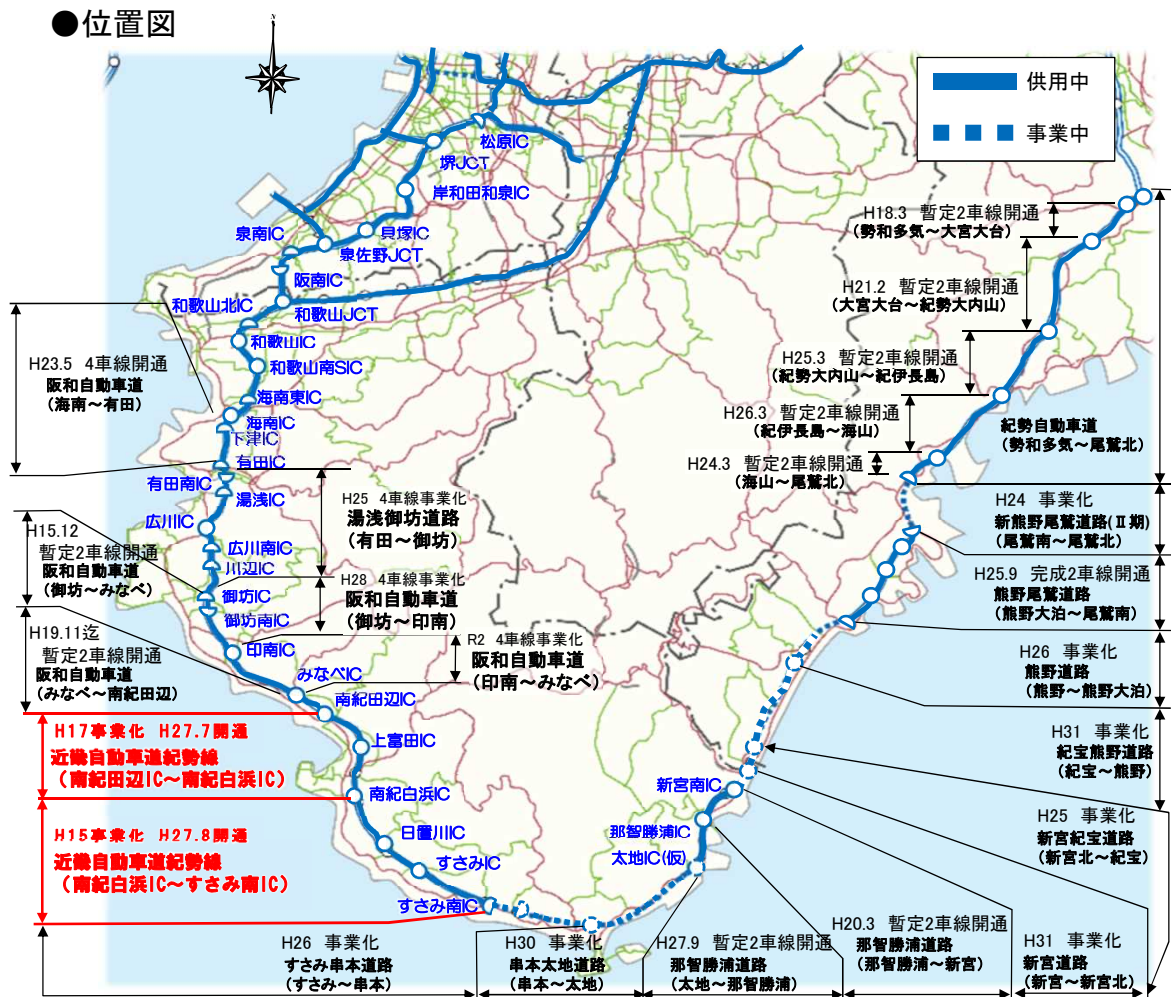 ●位置図
N
供用中
事業中
松原IC
堺JCT
岸和田和泉IC
貝塚IC
泉佐野JCT
泉南IC
阪南IC
和歌山北IC
和歌山JCT
和歌山IC
和歌山南SIC
海南東IC
海南IC
下津IC
有田IC
有田南IC
湯浅IC
広川IC
広川南IC
川辺IC
御坊IC
御坊南IC
印南IC
みなべIC
南紀田辺IC
上富田IC
南紀白浜IC
日置川IC
すさみIC
すさみ南IC
新宮南IC
那智勝浦IC
太地IC(仮)
H23.5 4車線開通
阪和自動車道
(海南～有田)
H15.12
暫定2車線開通
阪和自動車道
(御坊～みなべ)
H19.11迄
暫定2車線開通
阪和自動車道
(みなべ～南紀田辺)
H17事業化 H27.7開通
近畿自動車道紀勢線
(南紀田辺IC～南紀白浜IC)
H15事業化 H27.8開通
近畿自動車道紀勢線
(南紀白浜IC～すさみ南IC)
H25 4車線事業化
湯浅御坊道路
(有田～御坊)
H28 4車線事業化
阪和自動車道
(御坊～印南)
R2 4車線事業化
阪和自動車道
(印南～みなべ)
H18.3 暫定2車線開通
(勢和多気～大宮大台)
H21.2 暫定2車線開通
(大宮大台～紀勢大内山)
H25.3 暫定2車線開通
(紀勢大内山～紀伊長島)
H26.3 暫定2車線開通
(紀伊長島～海山)
H24.3 暫定2車線開通
(海山～尾鷲北)
紀勢自動車道
(勢和多気～尾鷲北)
H24 事業化
新熊野尾鷲道路(Ⅱ期)
(尾鷲南～尾鷲北)
H25.9 完成2車線開通
熊野尾鷲道路
(熊野大泊～尾鷲南)
H26 事業化
熊野道路
(熊野～熊野大泊)
H31 事業化
紀宝熊野道路
(紀宝～熊野)
H25 事業化
新宮紀宝道路
(新宮北～紀宝)
H26 事業化
すさみ串本道路
(すさみ～串本)
H30 事業化
串本太地道路
(串本～太地)
H27.9 暫定2車線開通
那智勝浦道路
(太地～那智勝浦)
H20.3 暫定2車線開通
那智勝浦道路
(那智勝浦～新宮)
H31 事業化
新宮道路
(新宮～新宮北)